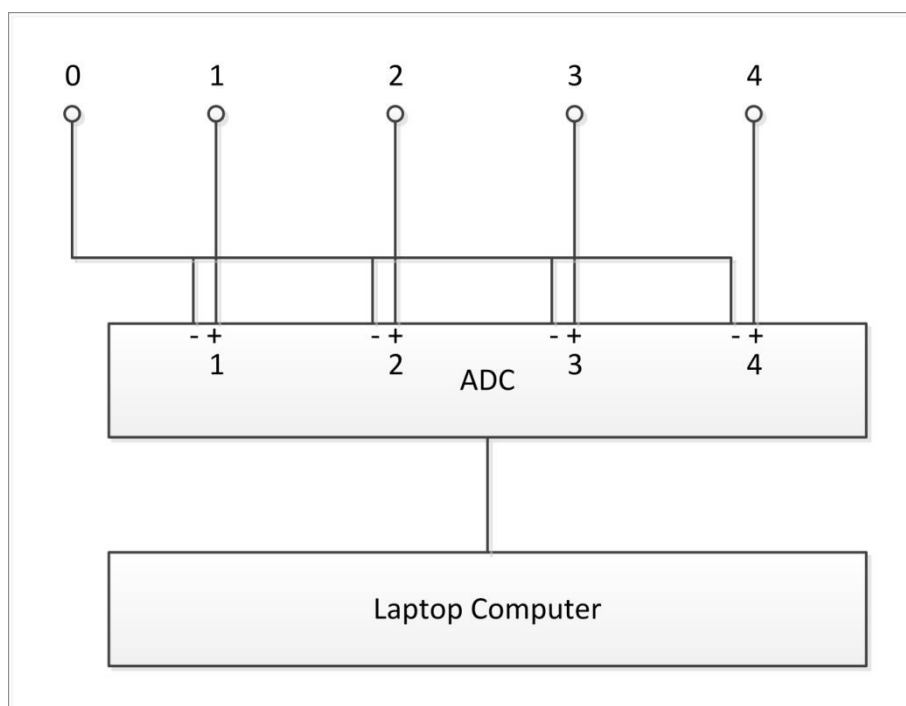 0 1 2 3 4
- + - + - + - +
1 2 3 4
ADC
Laptop Computer